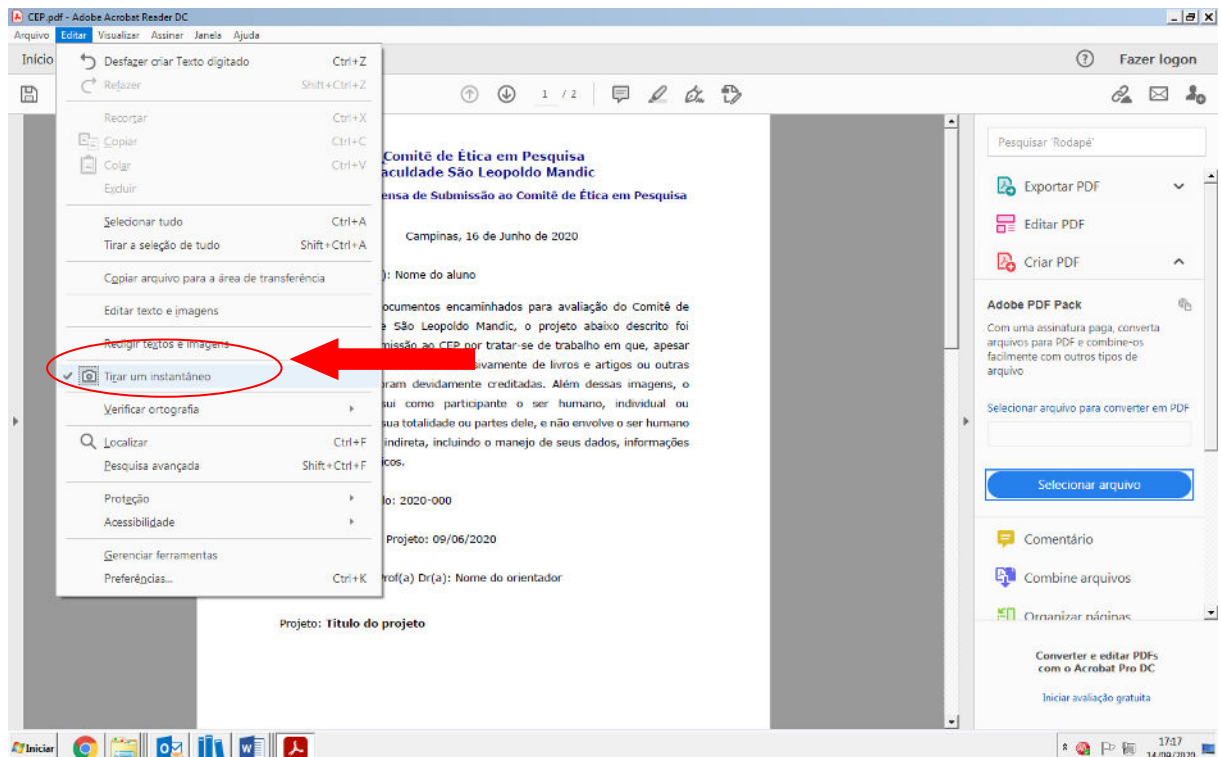 CEP.pdf - Adobe Acrobat Reader DC
Arquivo Editar Visualizar Assinar Janela Ajuda
Início
Fazer logon
1 / 2
Desfazer criar Texto digitado Ctrl+Z
Refazer Shift+Ctrl+Z
Recortar Ctrl+X
Copiar Ctrl+C
Colar Ctrl+V
Excluir
Selecionar tudo Ctrl+A
Tirar a seleção de tudo Shift+Ctrl+A
Copiar arquivo para a área de transferência
Editar texto e imagens
Redigir textos e imagens
Tirar um instantâneo
Verificar ortografia
Localizar Ctrl+F
Pesquisa avançada Shift+Ctrl+F
Proteção
Acessibilidade
Gerenciar ferramentas
Preferências... Ctrl+K
Comitê de Ética em Pesquisa
aculdade São Leopoldo Mandic
ensa de Submissão ao Comitê de Ética em Pesquisa
Campinas, 16 de Junho de 2020
): Nome do aluno
ocumentos encaminhados para avaliação do Comitê de
e São Leopoldo Mandic, o projeto abaixo descrito foi
missão ao CEP por tratar-se de trabalho em que, apesar
sivamente de livros e artigos ou outras
oram devidamente creditadas. Além dessas imagens, o
sui como participante o ser humano, individual ou
sua totalidade ou partes dele, e não envolve o ser humano
indireta, incluindo o manejo de seus dados, informações
icos.
lo: 2020-000
Projeto: 09/06/2020
Prof(a) Dr(a): Nome do orientador
Projeto: Título do projeto
Pesquisar 'Rodapé'
Exportar PDF
Editar PDF
Criar PDF
Adobe PDF Pack
Com uma assinatura paga, converta
arquivos para PDF e combine-os
facilmente com outros tipos de
arquivo
Selecionar arquivo para converter em PDF
Selecionar arquivo
Comentário
Combine arquivos
Organizar páginas
Converter e editar PDFs
com o Acrobat Pro DC
Iniciar avaliação gratuita
Iniciar
17:17
14/09/2020